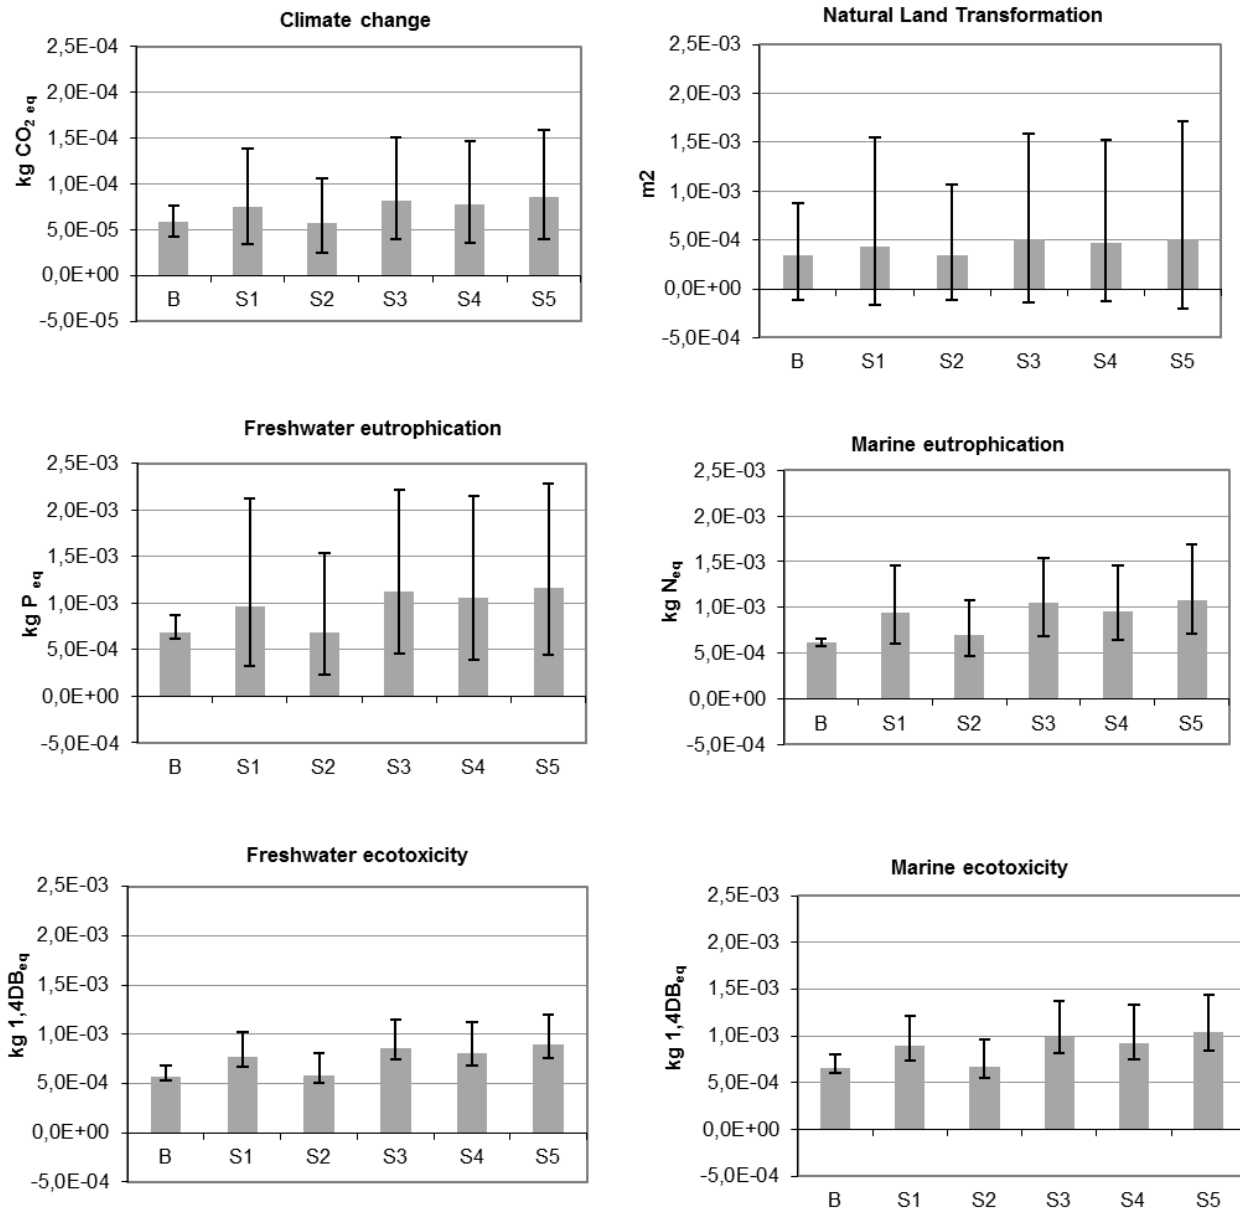 Climate change
2,5E-04
2,0E-04
1,5E-04
1,0E-04
5,0E-05
0,0E+00
-5,0E-05
kg CO2 eq
B S1 S2 S3 S4 S5
Natural Land Transformation
2,5E-03
2,0E-03
1,5E-03
1,0E-03
5,0E-04
0,0E+00
-5,0E-04
m2
B S1 S2 S3 S4 S5
Freshwater eutrophication
2,5E-03
2,0E-03
1,5E-03
1,0E-03
5,0E-04
0,0E+00
-5,0E-04
kg P eq
B S1 S2 S3 S4 S5
Marine eutrophication
2,5E-03
2,0E-03
1,5E-03
1,0E-03
5,0E-04
0,0E+00
-5,0E-04
kg Neq
B S1 S2 S3 S4 S5
Freshwater ecotoxicity
2,5E-03
2,0E-03
1,5E-03
1,0E-03
5,0E-04
0,0E+00
-5,0E-04
kg 1,4DBeq
B S1 S2 S3 S4 S5
Marine ecotoxicity
2,5E-03
2,0E-03
1,5E-03
1,0E-03
5,0E-04
0,0E+00
-5,0E-04
kg 1,4DBeq
B S1 S2 S3 S4 S5